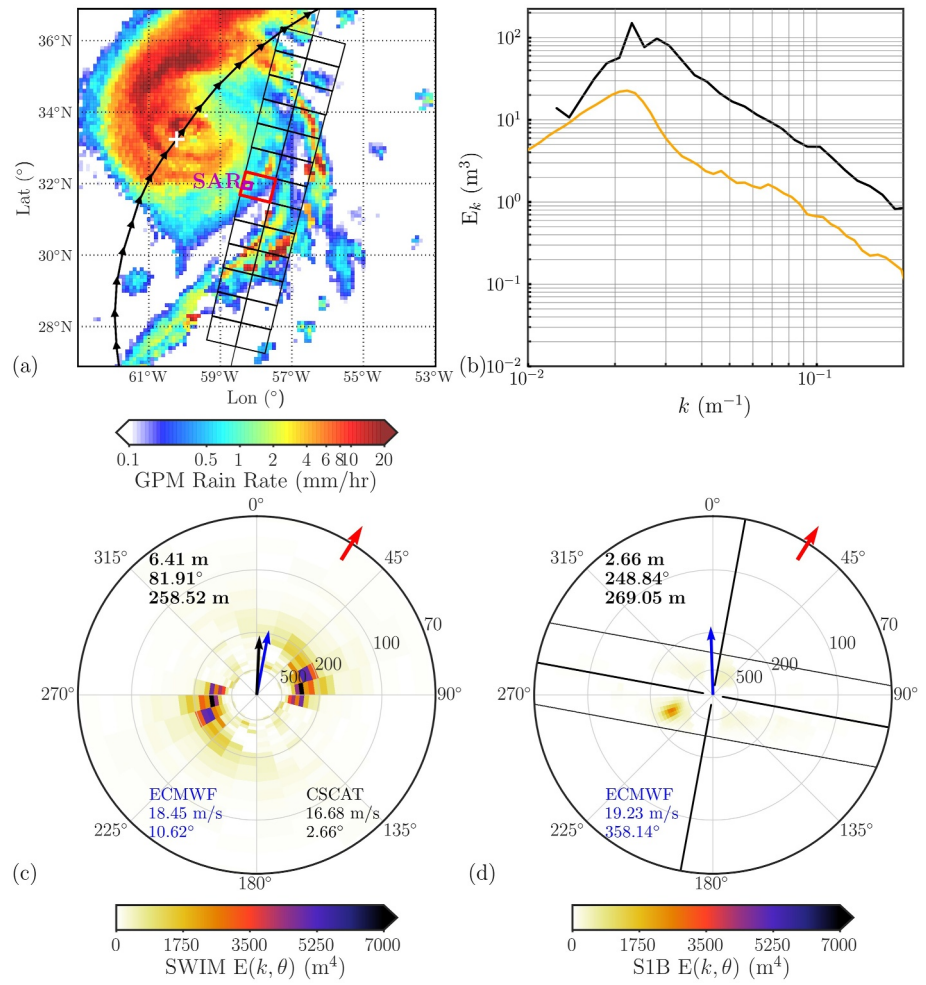 36°N
34°N
32°N
30°N
28°N
Lat (°)
SAR
61°W 59°W 57°W 55°W 53°W
Lon (°)
(a)
10²
10¹
10⁰
10⁻¹
10⁻²
E𝑘 (m³)
10⁻² 10⁻¹
𝑘 (m⁻¹)
(b)
0.1 0.5 1 2 4 6 8 10 20
GPM Rain Rate (mm/hr)
0°
45°
90°
135°
180°
225°
270°
315°
6.41 m
81.91°
258.52 m
70
100
200
500
ECMWF
18.45 m/s
10.62°
CSCAT
16.68 m/s
2.66°
(c)
0 1750 3500 5250 7000
SWIM E(𝑘, θ) (m⁴)
0°
45°
90°
135°
180°
225°
270°
315°
2.66 m
248.84°
269.05 m
70
100
200
500
ECMWF
19.23 m/s
358.14°
(d)
0 1750 3500 5250 7000
S1B E(𝑘, θ) (m⁴)